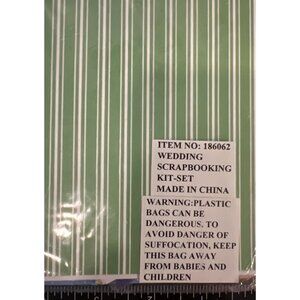 ITEM NO: 186062
WEDDING
SCRAPBOOKING
KIT-SET
MADE IN CHINA
WARNING:PLASTIC
BAGS CAN BE
DANGEROUS. TO
AVOID DANGER OF
SUFFOCATION, KEEP
THIS BAG AWAY
FROM BABIES AND
CHILDREN